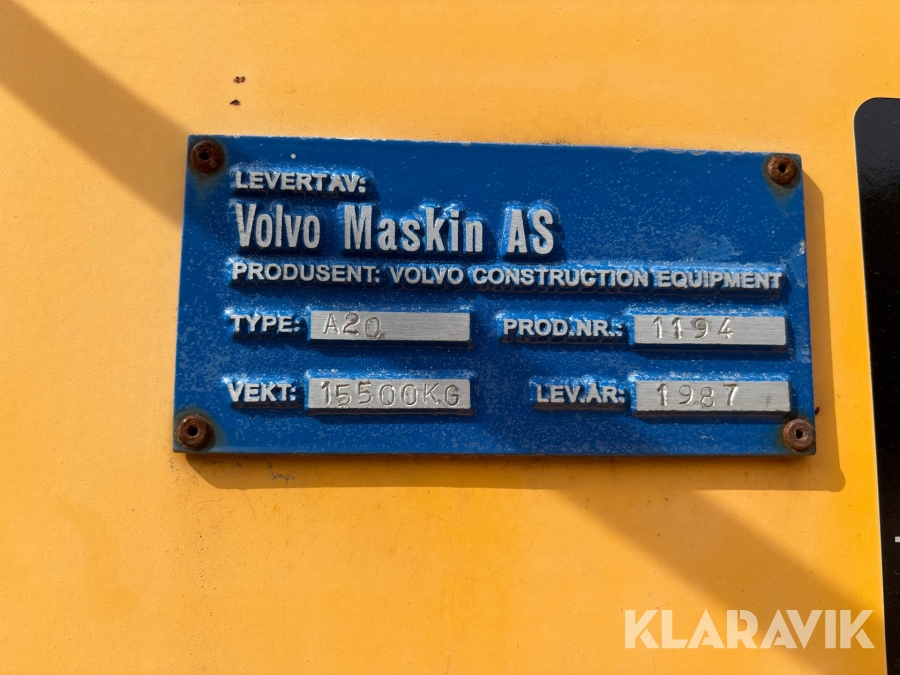 LEVERT AV:
Volvo Maskin AS
PRODUSENT: VOLVO CONSTRUCTION EQUIPMENT
TYPE: A20 PROD.NR.: 1194
VEKT: 15500KG LEV.ÅR: 1987
KLARAVIK